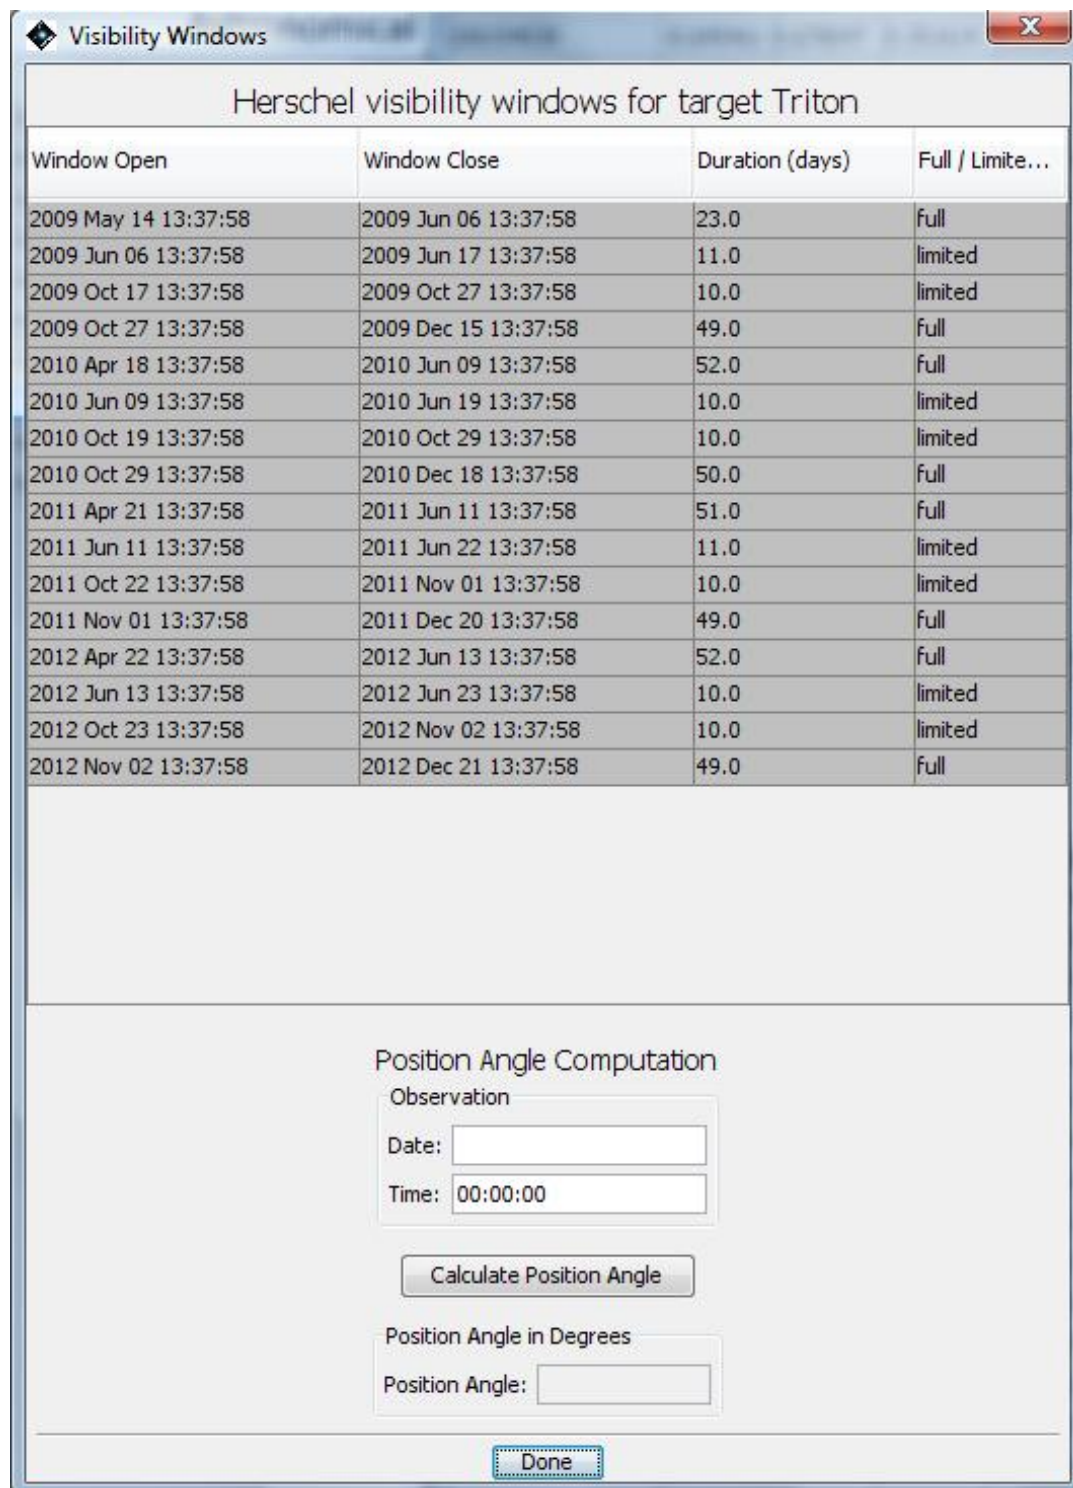 Visibility Windows
Herschel visibility windows for target Triton
Window Open Window Close Duration (days) Full / Limite...
2009 May 14 13:37:58 2009 Jun 06 13:37:58 23.0 full
2009 Jun 06 13:37:58 2009 Jun 17 13:37:58 11.0 limited
2009 Oct 17 13:37:58 2009 Oct 27 13:37:58 10.0 limited
2009 Oct 27 13:37:58 2009 Dec 15 13:37:58 49.0 full
2010 Apr 18 13:37:58 2010 Jun 09 13:37:58 52.0 full
2010 Jun 09 13:37:58 2010 Jun 19 13:37:58 10.0 limited
2010 Oct 19 13:37:58 2010 Oct 29 13:37:58 10.0 limited
2010 Oct 29 13:37:58 2010 Dec 18 13:37:58 50.0 full
2011 Apr 21 13:37:58 2011 Jun 11 13:37:58 51.0 full
2011 Jun 11 13:37:58 2011 Jun 22 13:37:58 11.0 limited
2011 Oct 22 13:37:58 2011 Nov 01 13:37:58 10.0 limited
2011 Nov 01 13:37:58 2011 Dec 20 13:37:58 49.0 full
2012 Apr 22 13:37:58 2012 Jun 13 13:37:58 52.0 full
2012 Jun 13 13:37:58 2012 Jun 23 13:37:58 10.0 limited
2012 Oct 23 13:37:58 2012 Nov 02 13:37:58 10.0 limited
2012 Nov 02 13:37:58 2012 Dec 21 13:37:58 49.0 full
Position Angle Computation
Observation
Date:
Time: 00:00:00
Calculate Position Angle
Position Angle in Degrees
Position Angle:
Done